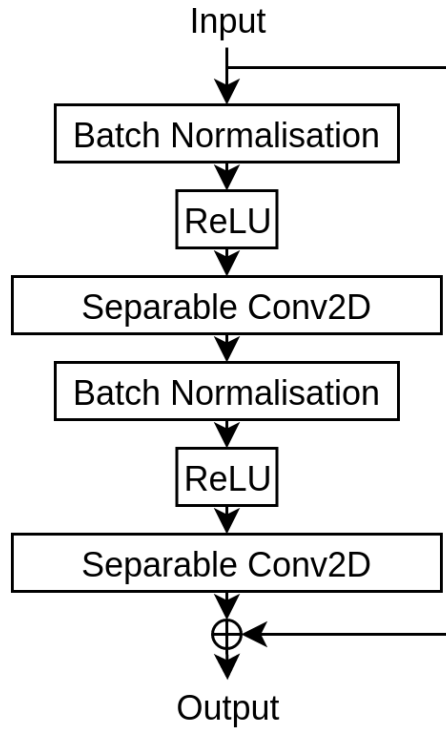 Input
Batch Normalisation
ReLU
Separable Conv2D
Batch Normalisation
ReLU
Separable Conv2D
Output